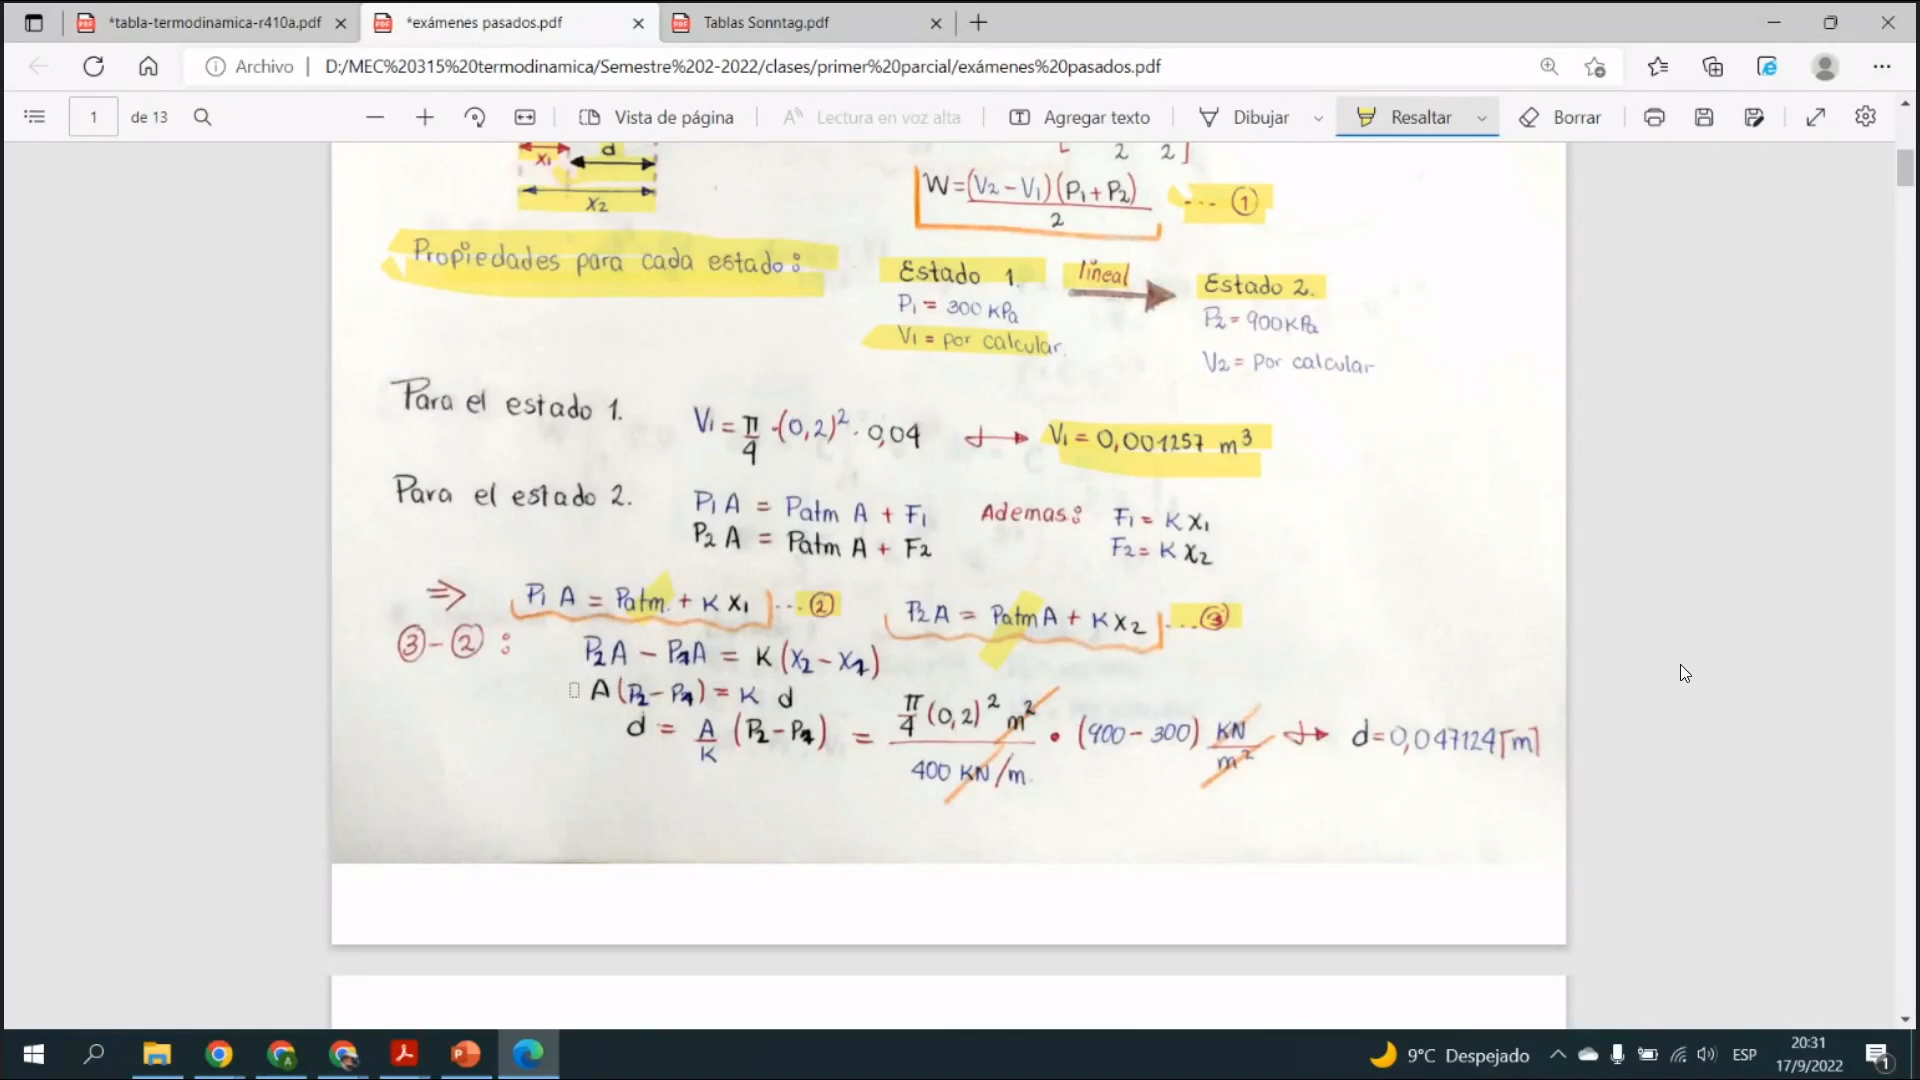 *tabla-termodinamica-r410a.pdf
*exámenes pasados.pdf
Tablas Sonntag.pdf
Archivo | D:/MEC%20315%20termodinamica/Semestre%202-2022/clases/primer%20parcial/exámenes%20pasados.pdf
1 de 13
Vista de página
Lectura en voz alta
Agregar texto
Dibujar
Resaltar
Borrar
x1 d
x2
2 2]
W = (V2 - V1)(P1 + P2) / 2 --- ①
Propiedades para cada estado:
Estado 1. lineal Estado 2.
P1 = 300 KPa P2 = 900 KPa
V1 = por calcular. V2 = Por calcular
Para el estado 1. V1 = π/4 · (0,2)² · 0,04 → V1 = 0,001257 m³
Para el estado 2. P1 A = Patm A + F1 Ademas: F1 = K X1
P2 A = Patm A + F2 F2 = K X2
⇒ P1 A = Patm. + K X1 ... ② P2 A = Patm A + K X2 ... ③
③ - ② : P2A - P1A = K (X2 - X1)
A (P2 - P1) = K d
d = A/K (P2 - P1) = π/4 (0,2)² m² / 400 KN/m. • (900 - 300) KN/m² → d = 0,047124 [m]
9°C Despejado
ESP
20:31
17/9/2022
1